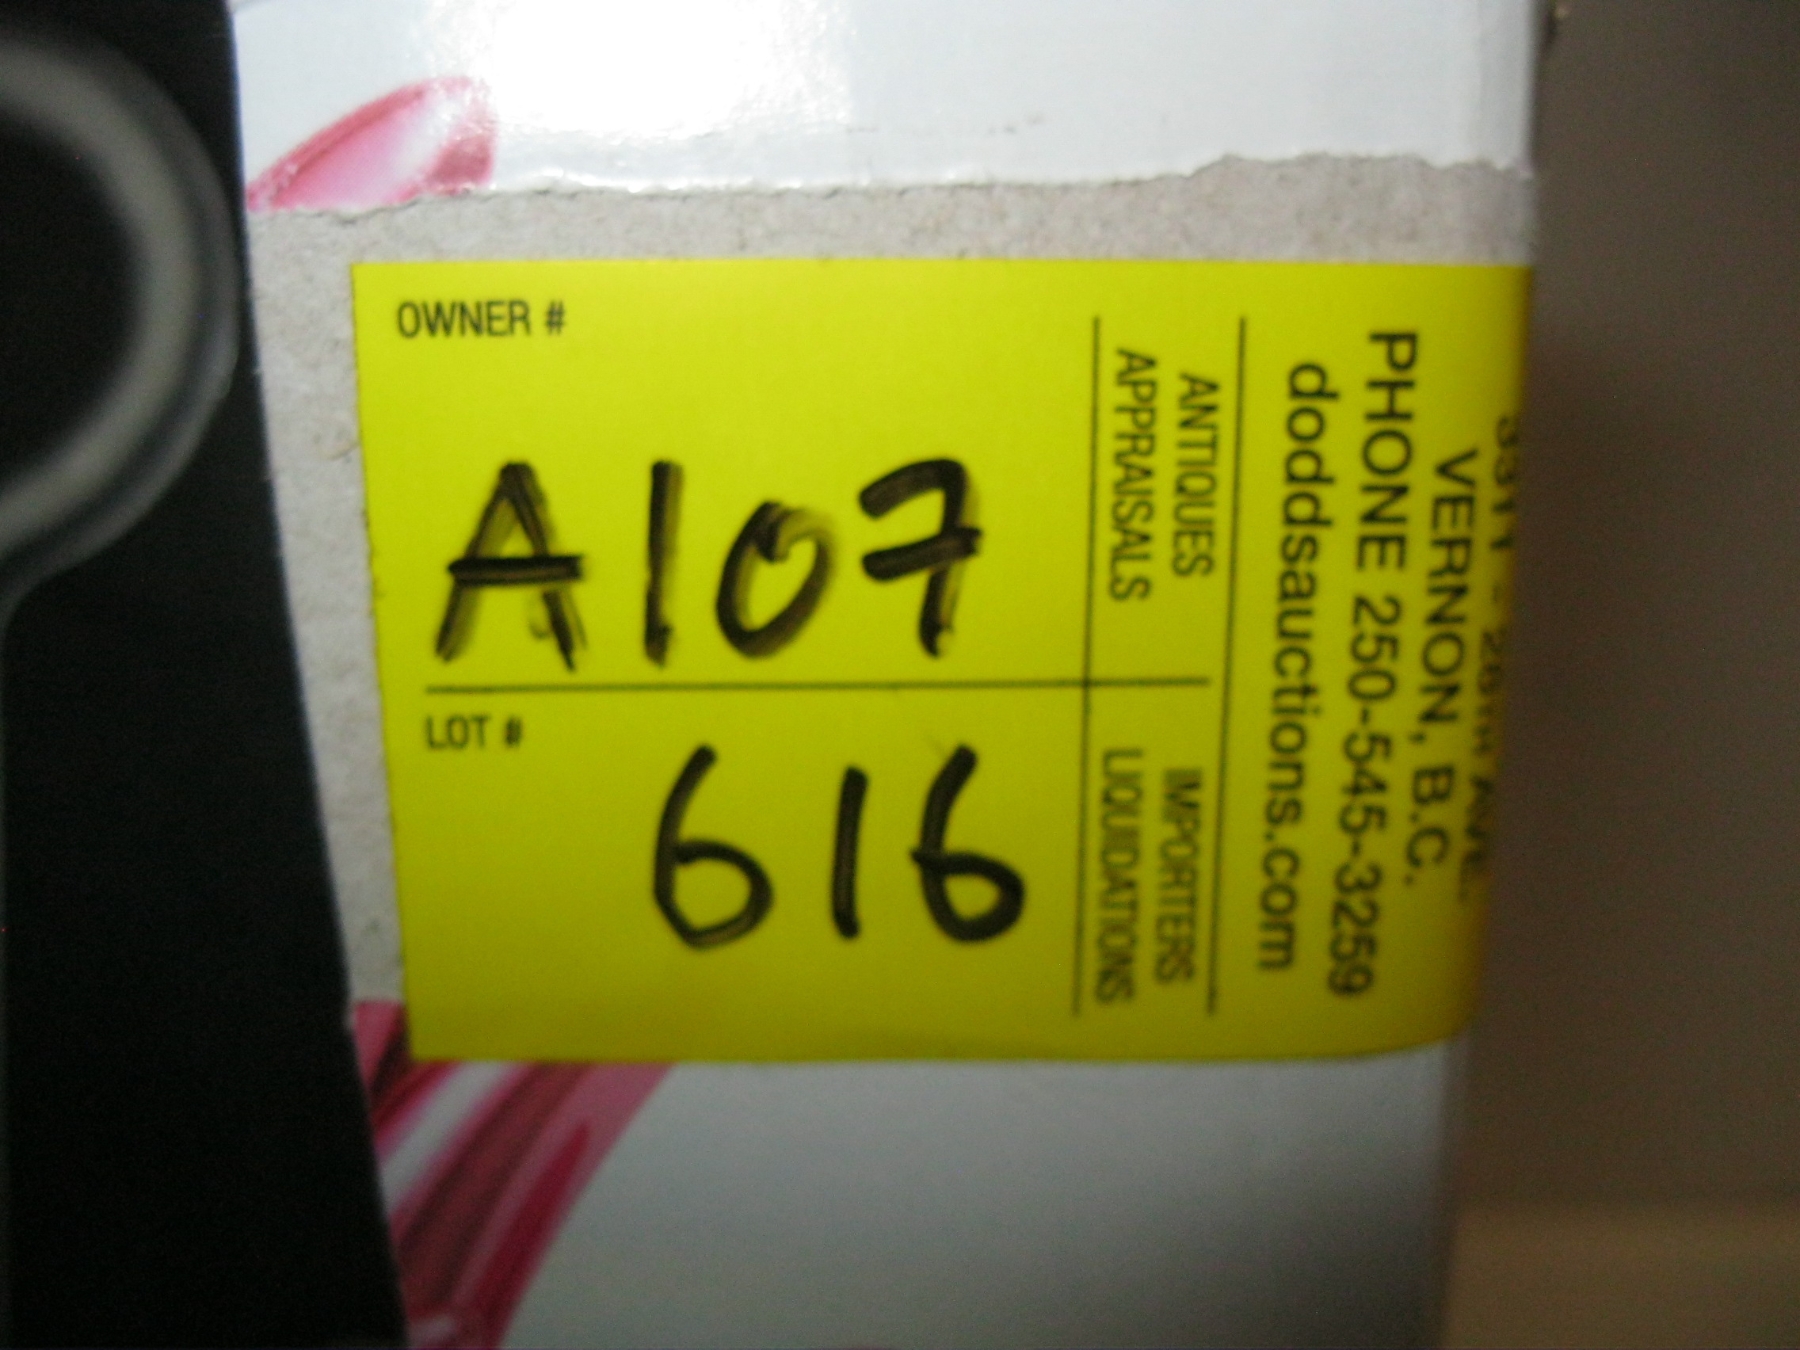 OWNER #
A107
LOT #
616
ANTIQUES
APPRAISALS
IMPORTERS
LIQUIDATIONS
VERNON, B.C.
PHONE 250-545-3259
doddsauctions.com